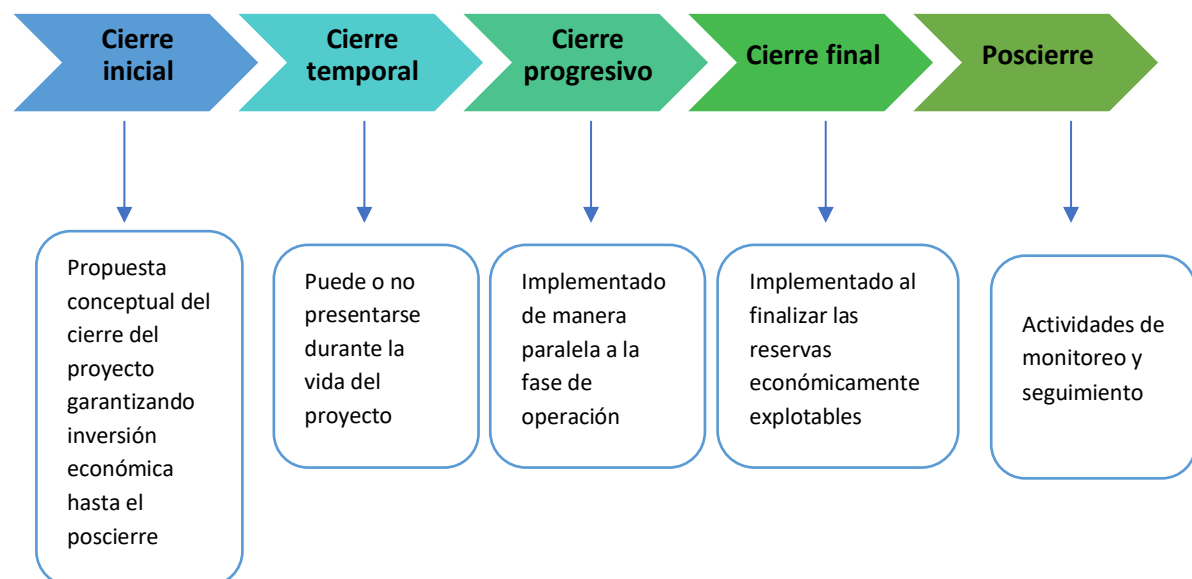 Cierre
inicial
Cierre
temporal
Cierre
progresivo
Cierre final
Poscierre
Propuesta
conceptual del
cierre del
proyecto
garantizando
inversión
económica
hasta el
poscierre
Puede o no
presentarse
durante la
vida del
proyecto
Implementado
de manera
paralela a la
fase de
operación
Implementado al
finalizar las
reservas
económicamente
explotables
Actividades de
monitoreo y
seguimiento